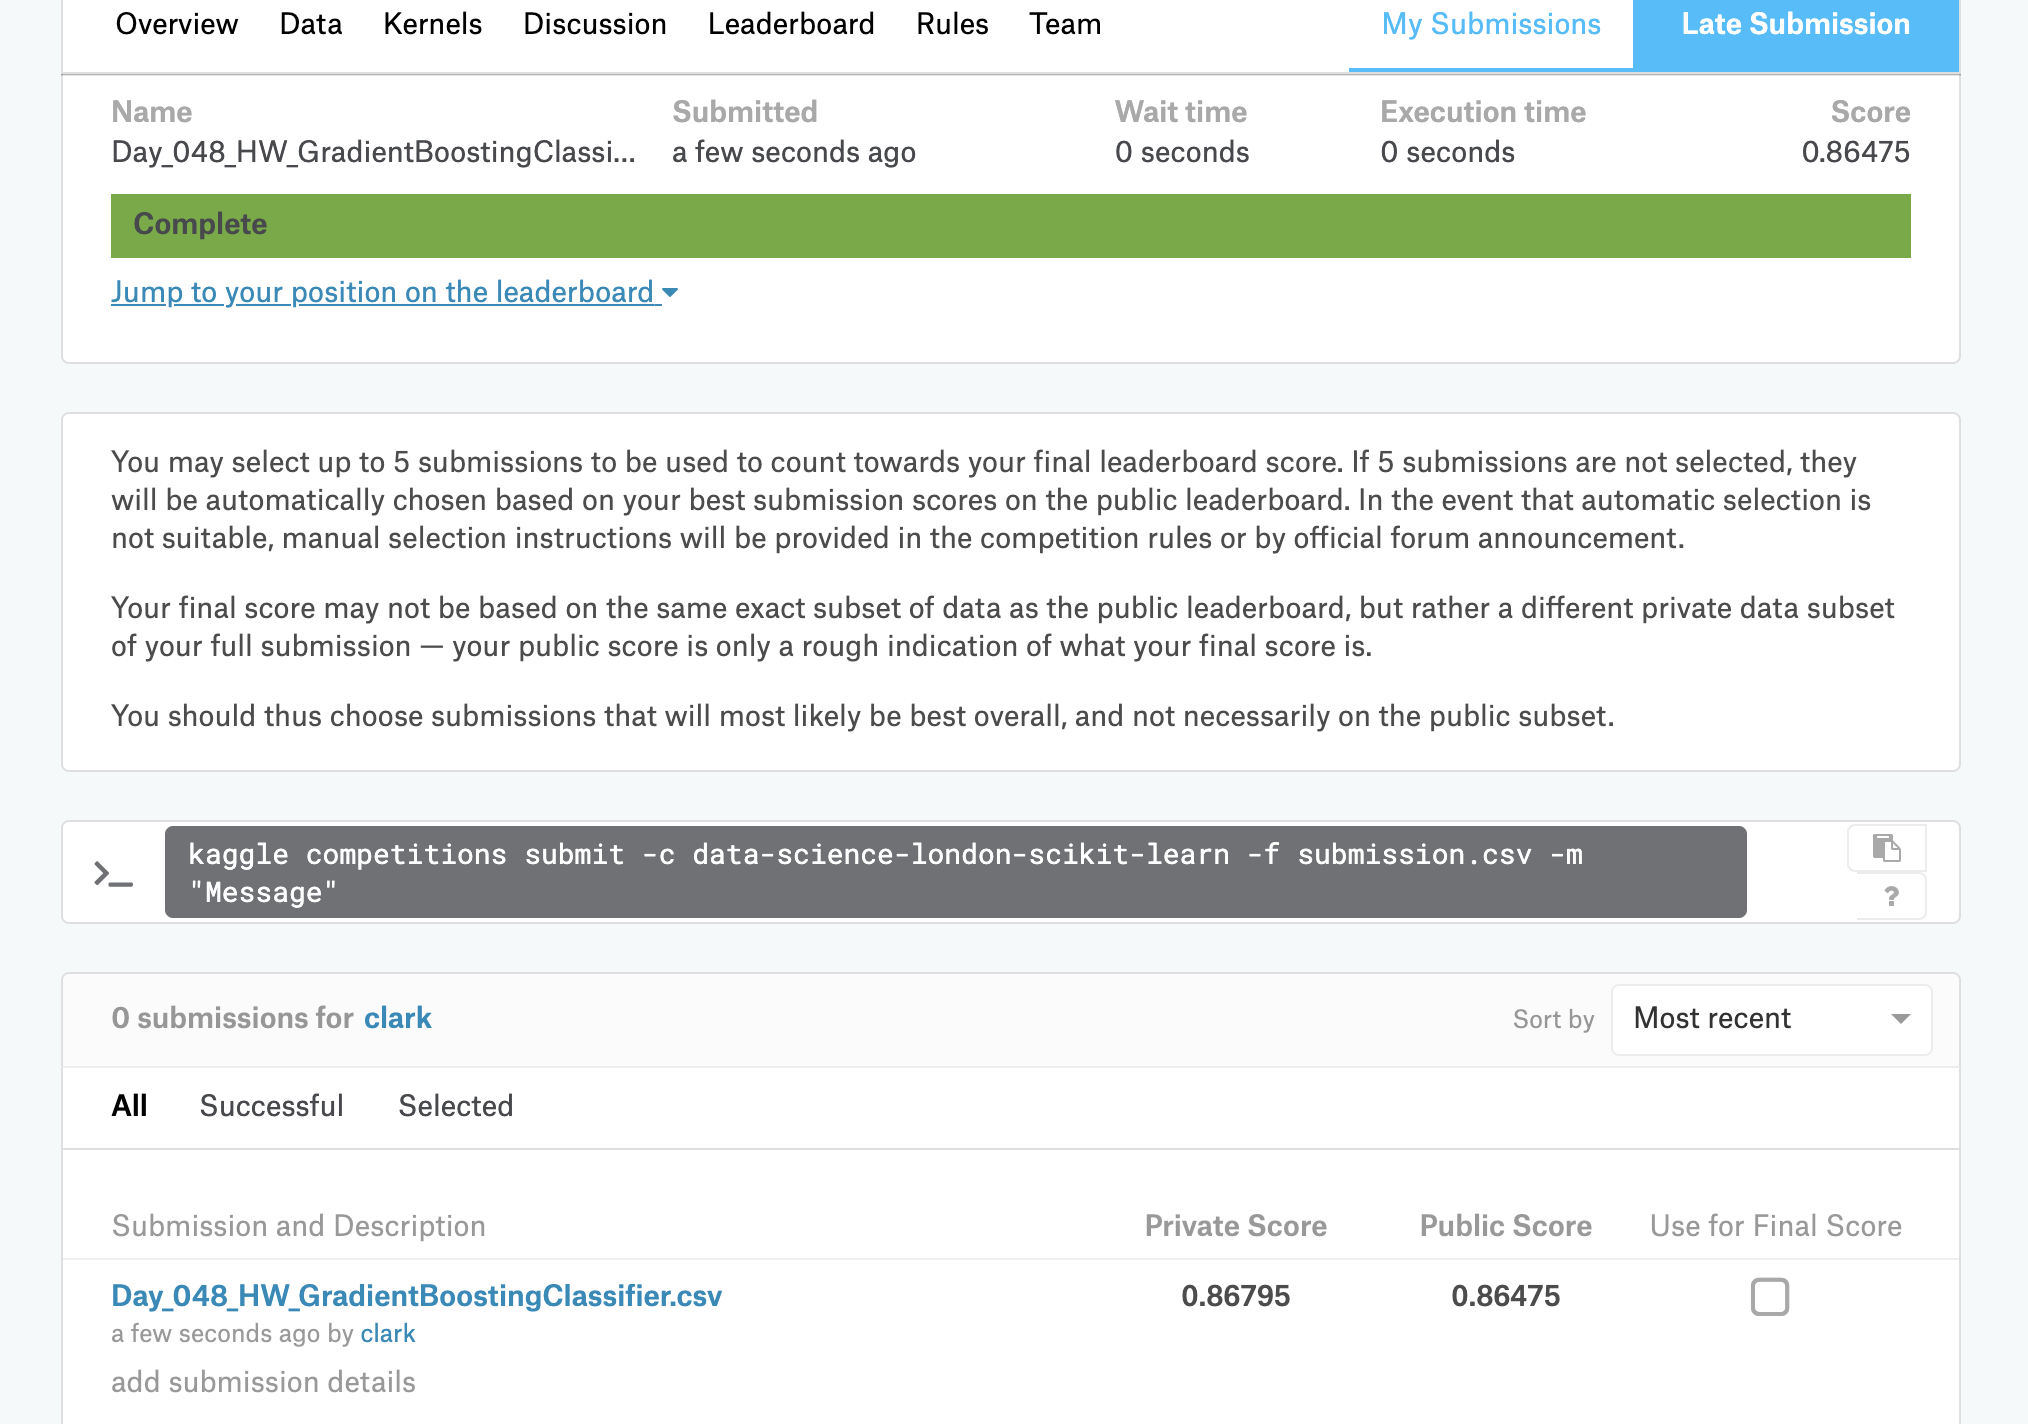 Overview Data Kernels Discussion Leaderboard Rules Team My Submissions Late Submission
Name Submitted Wait time Execution time Score
Day_048_HW_GradientBoostingClassi... a few seconds ago 0 seconds 0 seconds 0.86475
Complete
Jump to your position on the leaderboard
You may select up to 5 submissions to be used to count towards your final leaderboard score. If 5 submissions are not selected, they
will be automatically chosen based on your best submission scores on the public leaderboard. In the event that automatic selection is
not suitable, manual selection instructions will be provided in the competition rules or by official forum announcement.
Your final score may not be based on the same exact subset of data as the public leaderboard, but rather a different private data subset
of your full submission — your public score is only a rough indication of what your final score is.
You should thus choose submissions that will most likely be best overall, and not necessarily on the public subset.
>_ kaggle competitions submit -c data-science-london-scikit-learn -f submission.csv -m
"Message"
?
0 submissions for clark Sort by Most recent
All Successful Selected
Submission and Description Private Score Public Score Use for Final Score
Day_048_HW_GradientBoostingClassifier.csv 0.86795 0.86475
a few seconds ago by clark
add submission details